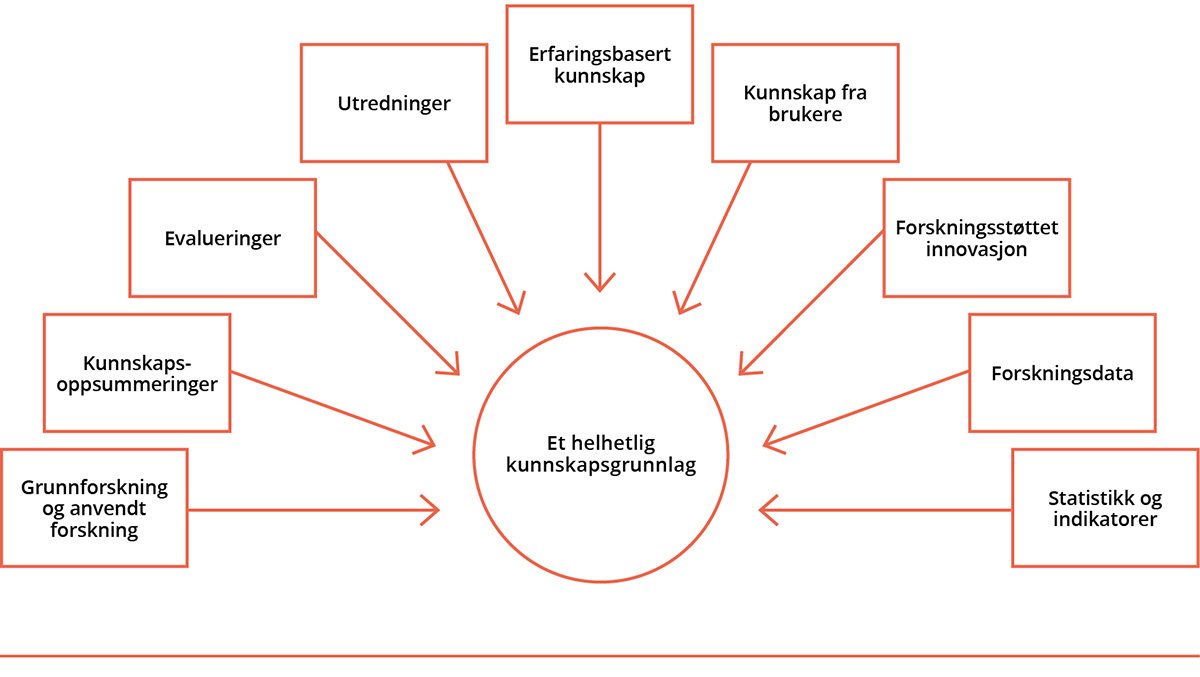 Erfaringsbasert
kunnskap
Utredninger
Kunnskap fra
brukere
Evalueringer
Forskningsstøttet
innovasjon
Kunnskaps-
oppsummeringer
Forskningsdata
Et helhetlig
kunnskapsgrunnlag
Grunnforskning
og anvendt
forskning
Statistikk og
indikatorer